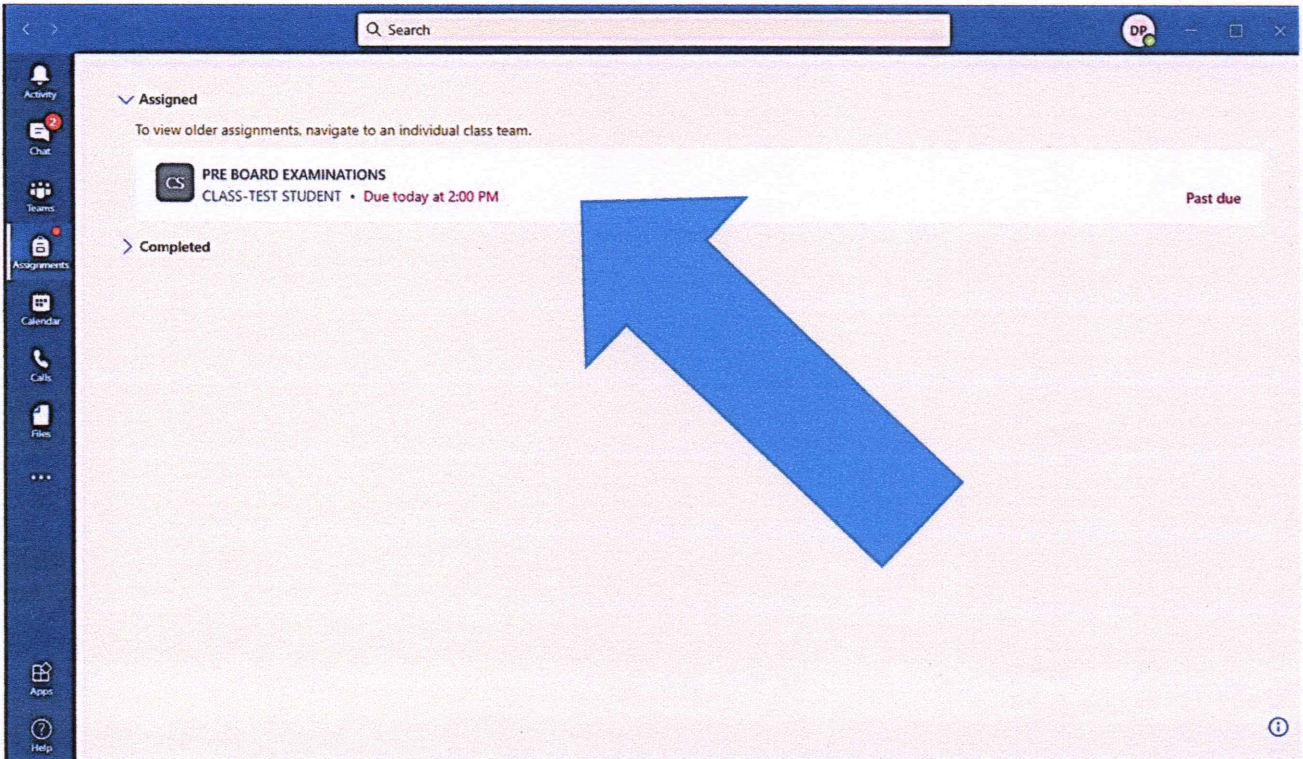 Search
DP
Activity
2
Chat
Teams
Assignments
Calendar
Calls
Files
Apps
Help
Assigned
To view older assignments, navigate to an individual class team.
CS
PRE BOARD EXAMINATIONS
CLASS-TEST STUDENT • Due today at 2:00 PM
Past due
Completed